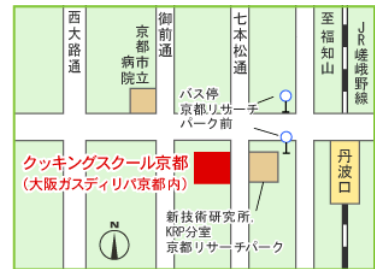 西大路通
京都市立
病院
御前通
七本松通
至福知山
JR嵯峨野線
バス停
京都リサーチ
パーク前
クッキングスクール京都
(大阪ガスディリパ京都内)
丹波口
新技術研究所,
KRP分室
京都リサーチパーク
N